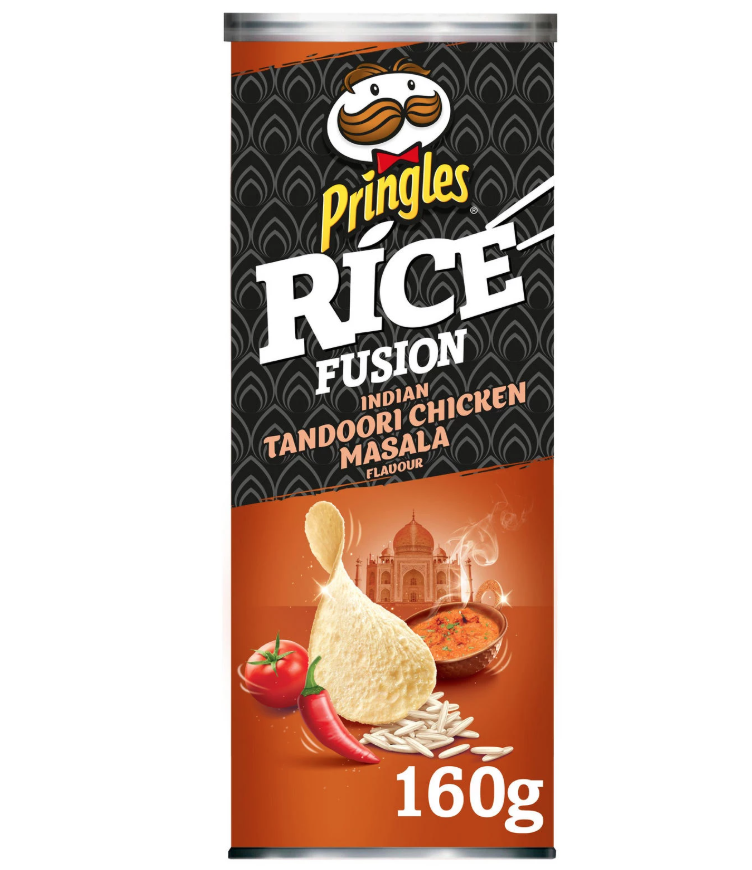 Pringles®
RÍCE
FUSION
INDIAN
TANDOORI CHICKEN
MASALA
FLAVOUR
160g